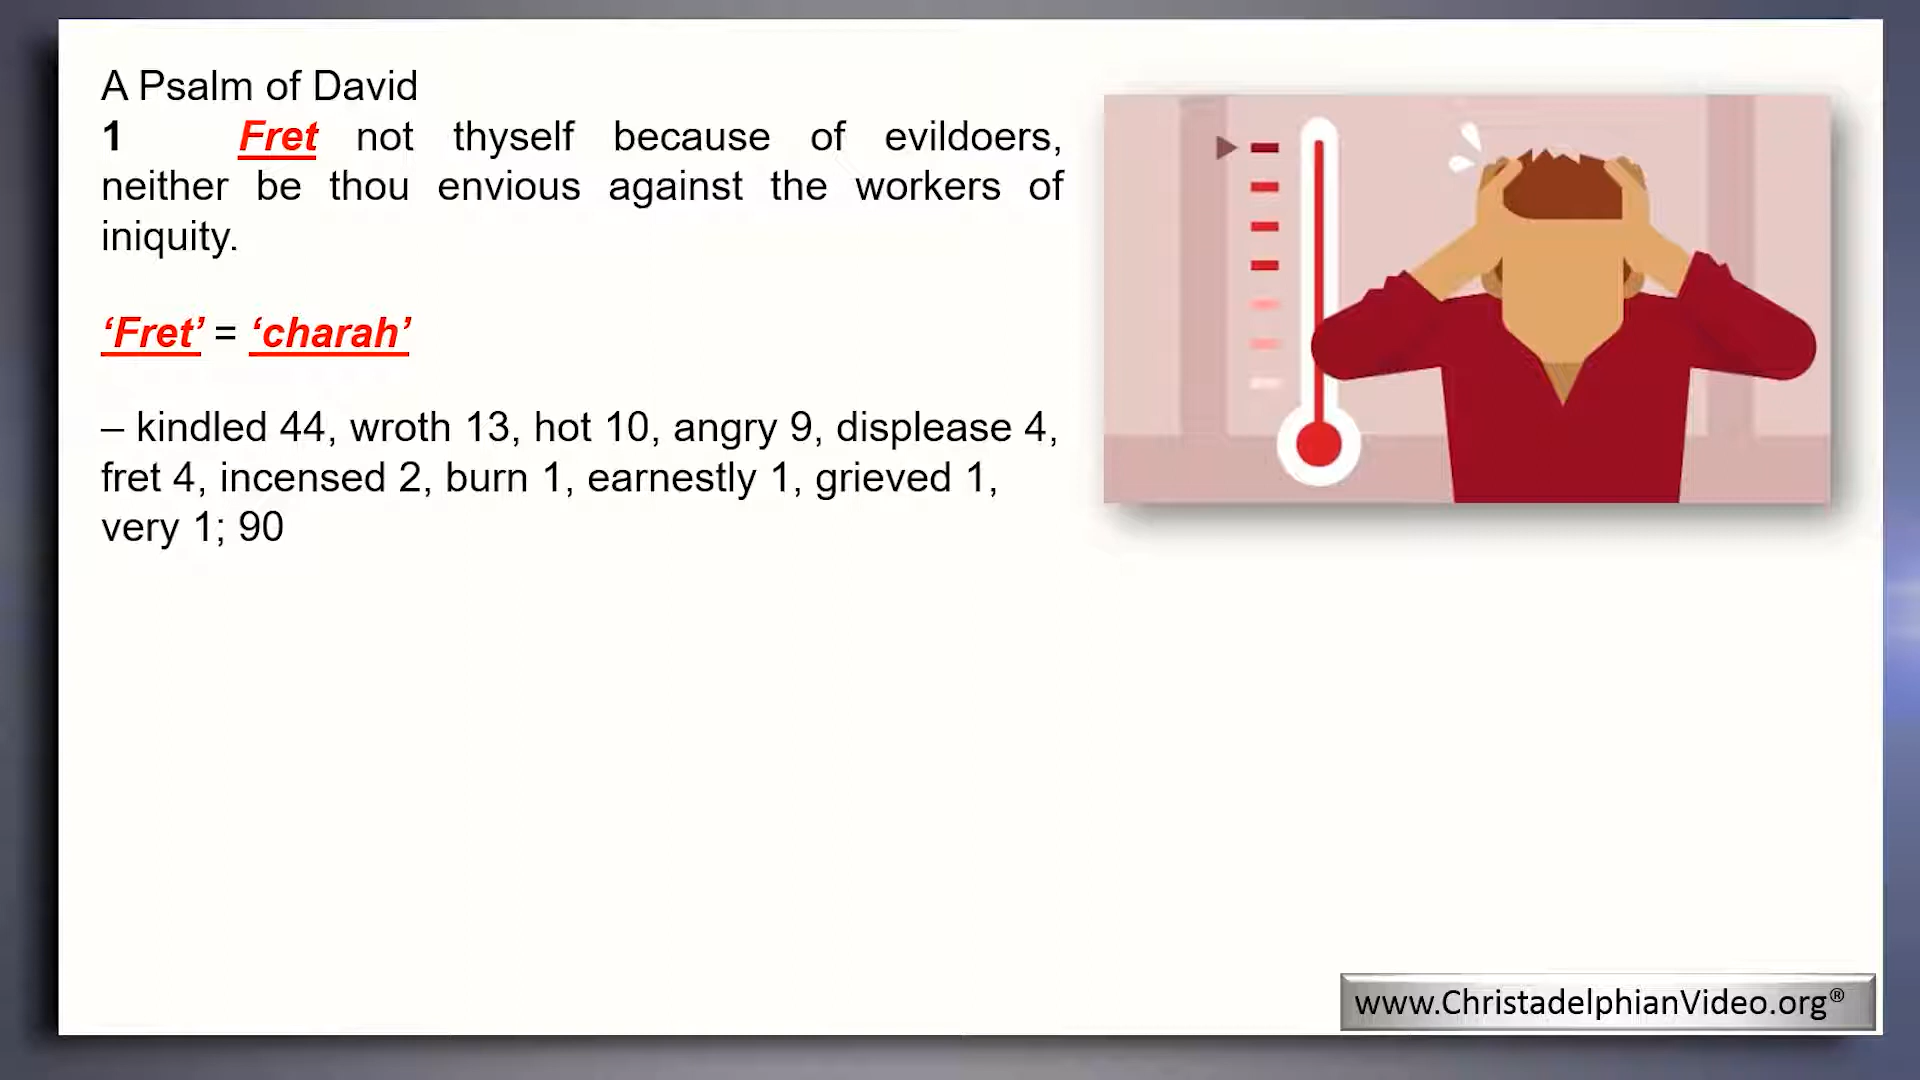 A Psalm of David
1 Fret not thyself because of evildoers,
neither be thou envious against the workers of
iniquity.
‘Fret’ = ‘charah’
– kindled 44, wroth 13, hot 10, angry 9, displease 4,
fret 4, incensed 2, burn 1, earnestly 1, grieved 1,
very 1; 90
www.ChristadelphianVideo.org®